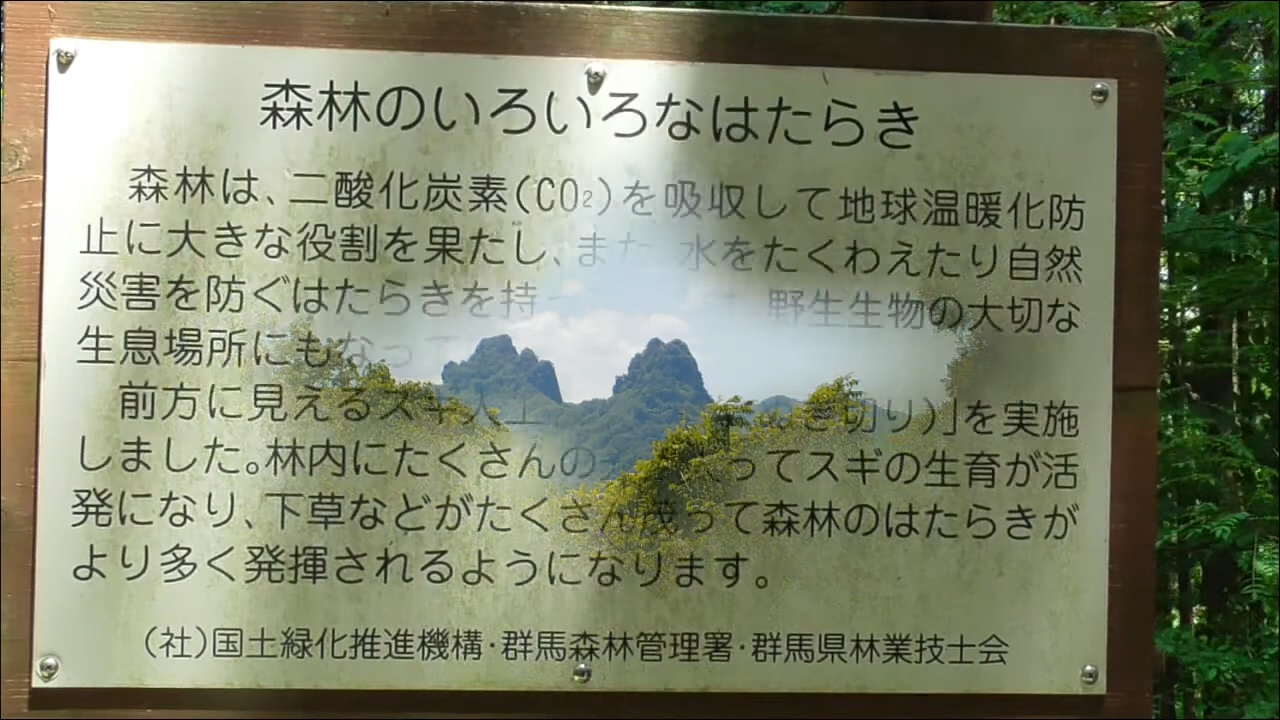 森林のいろいろなはたらき
森林は、二酸化炭素(CO₂)を吸収して地球温暖化防
止に大きな役割を果たし、また 水をたくわえたり自然
災害を防ぐはたらきを持 野生生物の大切な
生息場所にもなって
前方に見えるスギ人工 切り)」を実施
しました。林内にたくさんの ってスギの生育が活
発になり、下草などがたくさん茂って森林のはたらきが
より多く発揮されるようになります。
(社)国土緑化推進機構・群馬森林管理署・群馬県林業技士会